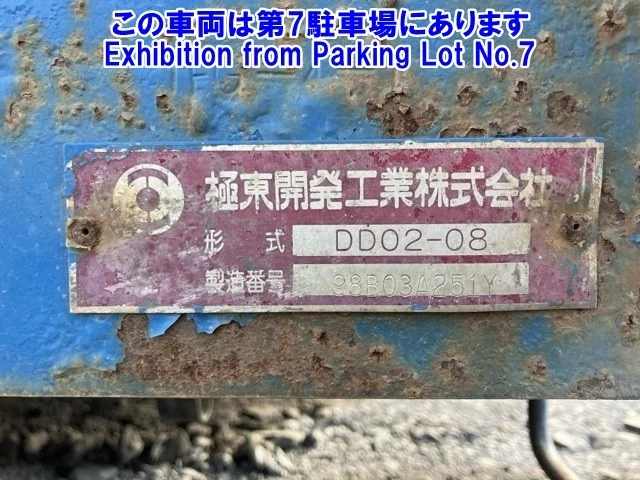 この車両は第7駐車場にあります
Exhibition from Parking Lot No.7
極東開発工業株式会社
形式 DD02-08
製造番号 98B03A251Y